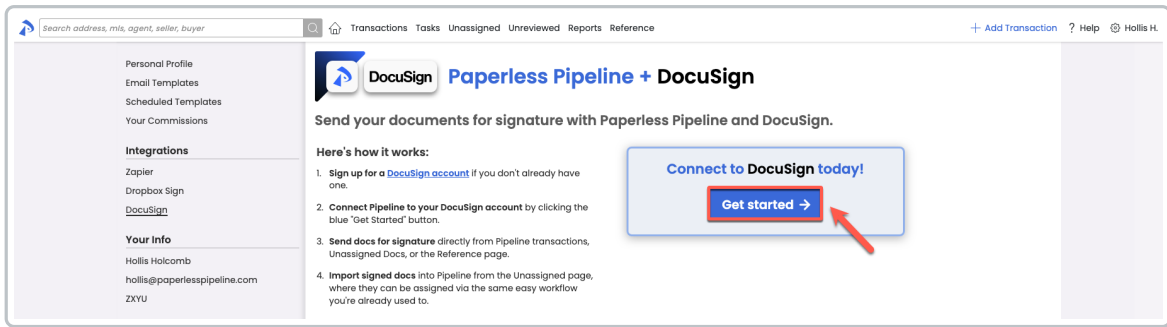 Search address, mls, agent, seller, buyer
Transactions Tasks Unassigned Unreviewed Reports Reference
+ Add Transaction ? Help Hollis H.
Personal Profile
Email Templates
Scheduled Templates
Your Commissions
Integrations
Zapier
Dropbox Sign
DocuSign
Your Info
Hollis Holcomb
hollis@paperlesspipeline.com
ZXYU
DocuSign Paperless Pipeline + DocuSign
Send your documents for signature with Paperless Pipeline and DocuSign.
Here's how it works:
1. Sign up for a DocuSign account if you don't already have
one.
2. Connect Pipeline to your DocuSign account by clicking the
blue "Get Started" button.
3. Send docs for signature directly from Pipeline transactions,
Unassigned Docs, or the Reference page.
4. Import signed docs into Pipeline from the Unassigned page,
where they can be assigned via the same easy workflow
you're already used to.
Connect to DocuSign today!
Get started →